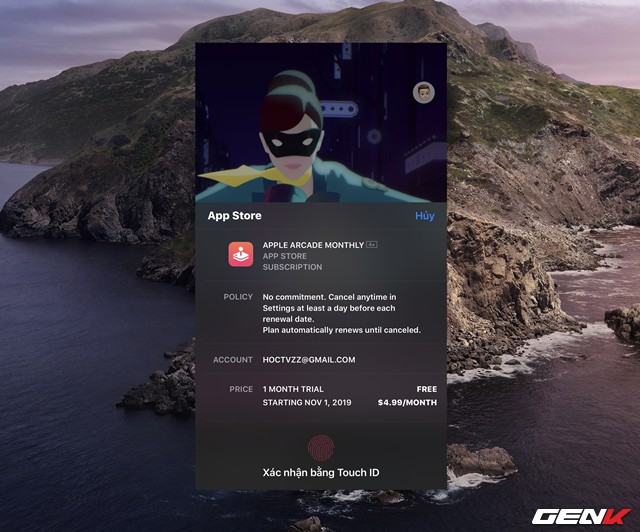 App Store
Hủy
APPLE ARCADE MONTHLY 4+
APP STORE
SUBSCRIPTION
POLICY
No commitment. Cancel anytime in
Settings at least a day before each
renewal date.
Plan automatically renews until canceled.
ACCOUNT
HOCTVZZ@GMAIL.COM
PRICE
1 MONTH TRIAL
FREE
STARTING NOV 1, 2019
$4.99/MONTH
Xác nhận bằng Touch ID
GENK